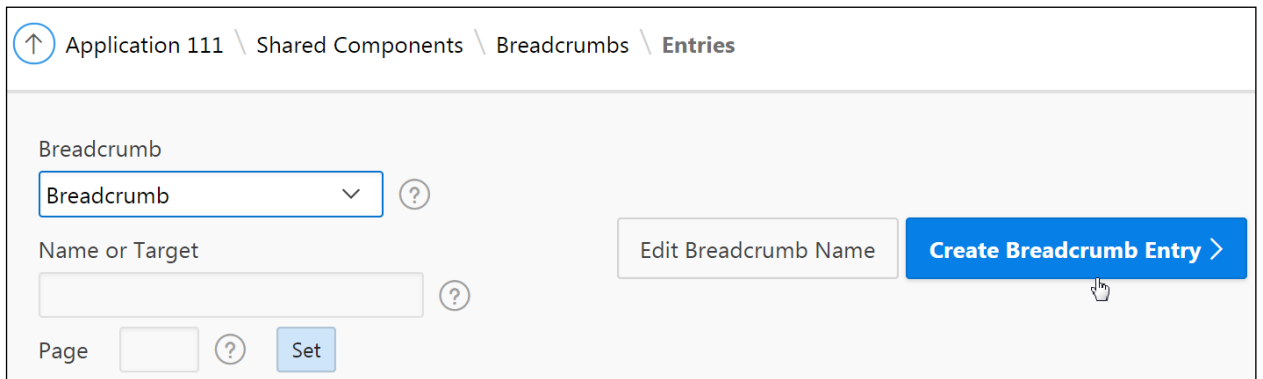 Application 111 \ Shared Components \ Breadcrumbs \ Entries
Breadcrumb
Breadcrumb ?
Name or Target
Edit Breadcrumb Name
Create Breadcrumb Entry >
?
Page ? Set